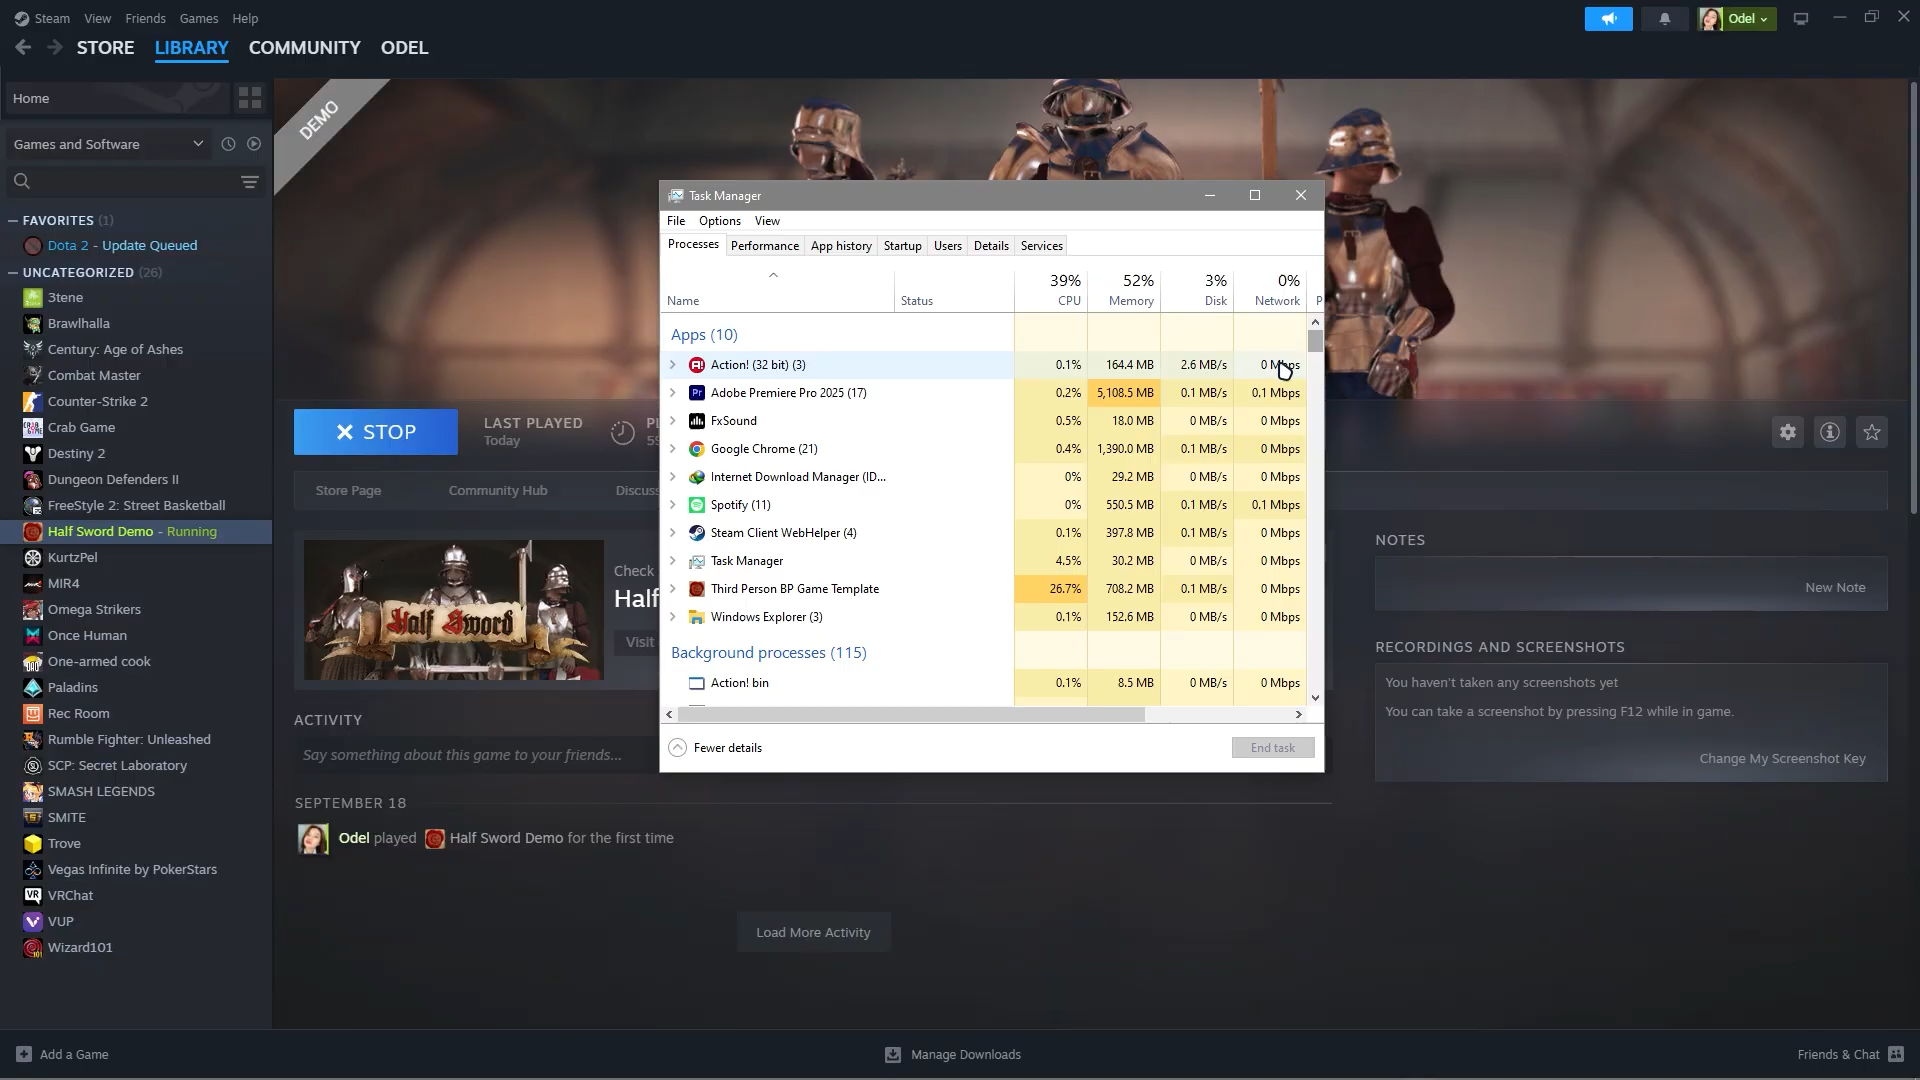 Steam View Friends Games Help
Odel
STORE LIBRARY COMMUNITY ODEL
Home
Games and Software
FAVORITES (1)
Dota 2 - Update Queued
UNCATEGORIZED (26)
3tene
Brawlhalla
Century: Age of Ashes
Combat Master
Counter-Strike 2
Crab Game
Destiny 2
Dungeon Defenders II
FreeStyle 2: Street Basketball
Half Sword Demo - Running
KurtzPel
MIR4
Omega Strikers
Once Human
One-armed cook
Paladins
Rec Room
Rumble Fighter: Unleashed
SCP: Secret Laboratory
SMASH LEGENDS
SMITE
Trove
Vegas Infinite by PokerStars
VRChat
VUP
Wizard101
DEMO
STOP
LAST PLAYED
Today
Store Page Community Hub
Half Sword
Check
Half
Visit
ACTIVITY
Say something about this game to your friends...
SEPTEMBER 18
Odel played Half Sword Demo for the first time
Load More Activity
Task Manager
File Options View
Processes Performance App history Startup Users Details Services
39% 52% 3% 0%
Name Status CPU Memory Disk Network P
Apps (10)
Action! (32 bit) (3) 0.1% 164.4 MB 2.6 MB/s 0 Mbps
Adobe Premiere Pro 2025 (17) 0.2% 5,108.5 MB 0.1 MB/s 0.1 Mbps
FxSound 0.5% 18.0 MB 0 MB/s 0 Mbps
Google Chrome (21) 0.4% 1,390.0 MB 0.1 MB/s 0 Mbps
Internet Download Manager (ID... 0% 29.2 MB 0 MB/s 0 Mbps
Spotify (11) 0% 550.5 MB 0.1 MB/s 0.1 Mbps
Steam Client WebHelper (4) 0.1% 397.8 MB 0.1 MB/s 0 Mbps
Task Manager 4.5% 30.2 MB 0 MB/s 0 Mbps
Third Person BP Game Template 26.7% 708.2 MB 0.1 MB/s 0 Mbps
Windows Explorer (3) 0.1% 152.6 MB 0 MB/s 0 Mbps
Background processes (115)
Action! bin 0.1% 8.5 MB 0 MB/s 0 Mbps
Fewer details End task
NOTES
New Note
RECORDINGS AND SCREENSHOTS
You haven't taken any screenshots yet
You can take a screenshot by pressing F12 while in game.
Change My Screenshot Key
Add a Game
Manage Downloads
Friends & Chat